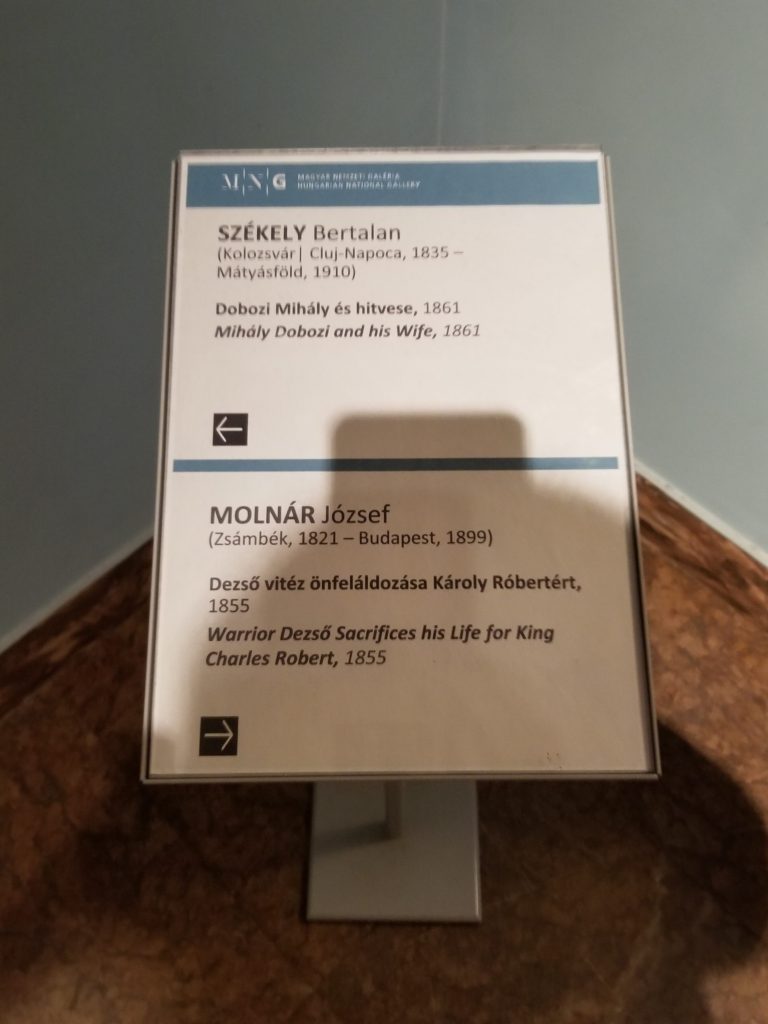 M|N|G MAGYAR NEMZETI GALÉRIA
HUNGARIAN NATIONAL GALLERY
SZÉKELY Bertalan
(Kolozsvár| Cluj-Napoca, 1835 –
Mátyásföld, 1910)
Dobozi Mihály és hitvese, 1861
Mihály Dobozi and his Wife, 1861
MOLNÁR József
(Zsámbék, 1821 – Budapest, 1899)
Dezső vitéz önfeláldozása Károly Róbertért,
1855
Warrior Dezső Sacrifices his Life for King
Charles Robert, 1855